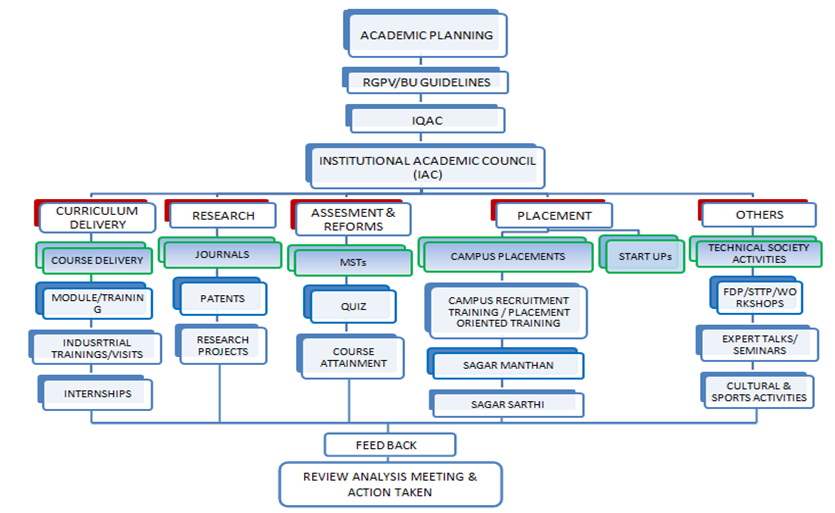 ACADEMIC PLANNING
RGPV/BU GUIDELINES
IQAC
INSTITUTIONAL ACADEMIC COUNCIL
(IAC)
CURRICULUM
DELIVERY
COURSE DELIVERY
MODULE/TRAININ
G
INDUSRTRIAL
TRAININGS/VISITS
INTERNSHIPS
RESEARCH
JOURNALS
PATENTS
RESEARCH
PROJECTS
ASSESMENT &
REFORMS
MSTs
QUIZ
COURSE
ATTAINMENT
PLACEMENT
CAMPUS PLACEMENTS
CAMPUS RECRUITMENT
TRAINING / PLACEMENT
ORIENTED TRAINING
SAGAR MANTHAN
SAGAR SARTHI
START UPs
OTHERS
TECHNICAL SOCIETY
ACTIVITIES
FDP/STTP/WO
RKSHOPS
EXPERT TALKS/
SEMINARS
CULTURAL &
SPORTS ACTIVITIES
FEED BACK
REVIEW ANALYSIS MEETING &
ACTION TAKEN